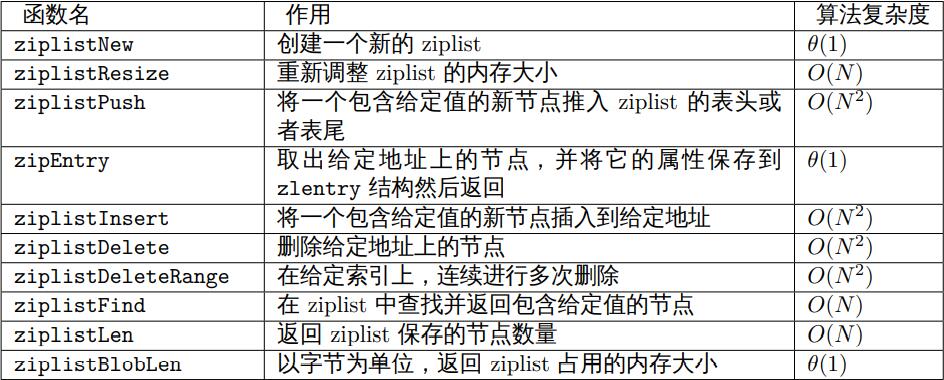 函数名 作用 算法复杂度
ziplistNew 创建一个新的 ziplist θ(1)
ziplistResize 重新调整 ziplist 的内存大小 O(N)
ziplistPush 将一个包含给定值的新节点推入 ziplist 的表头或 O(N²)
者表尾
zipEntry 取出给定地址上的节点，并将它的属性保存到 θ(1)
zlentry 结构然后返回
ziplistInsert 将一个包含给定值的新节点插入到给定地址 O(N²)
ziplistDelete 删除给定地址上的节点 O(N²)
ziplistDeleteRange 在给定索引上，连续进行多次删除 O(N²)
ziplistFind 在 ziplist 中查找并返回包含给定值的节点 O(N)
ziplistLen 返回 ziplist 保存的节点数量 O(N)
ziplistBlobLen 以字节为单位，返回 ziplist 占用的内存大小 θ(1)